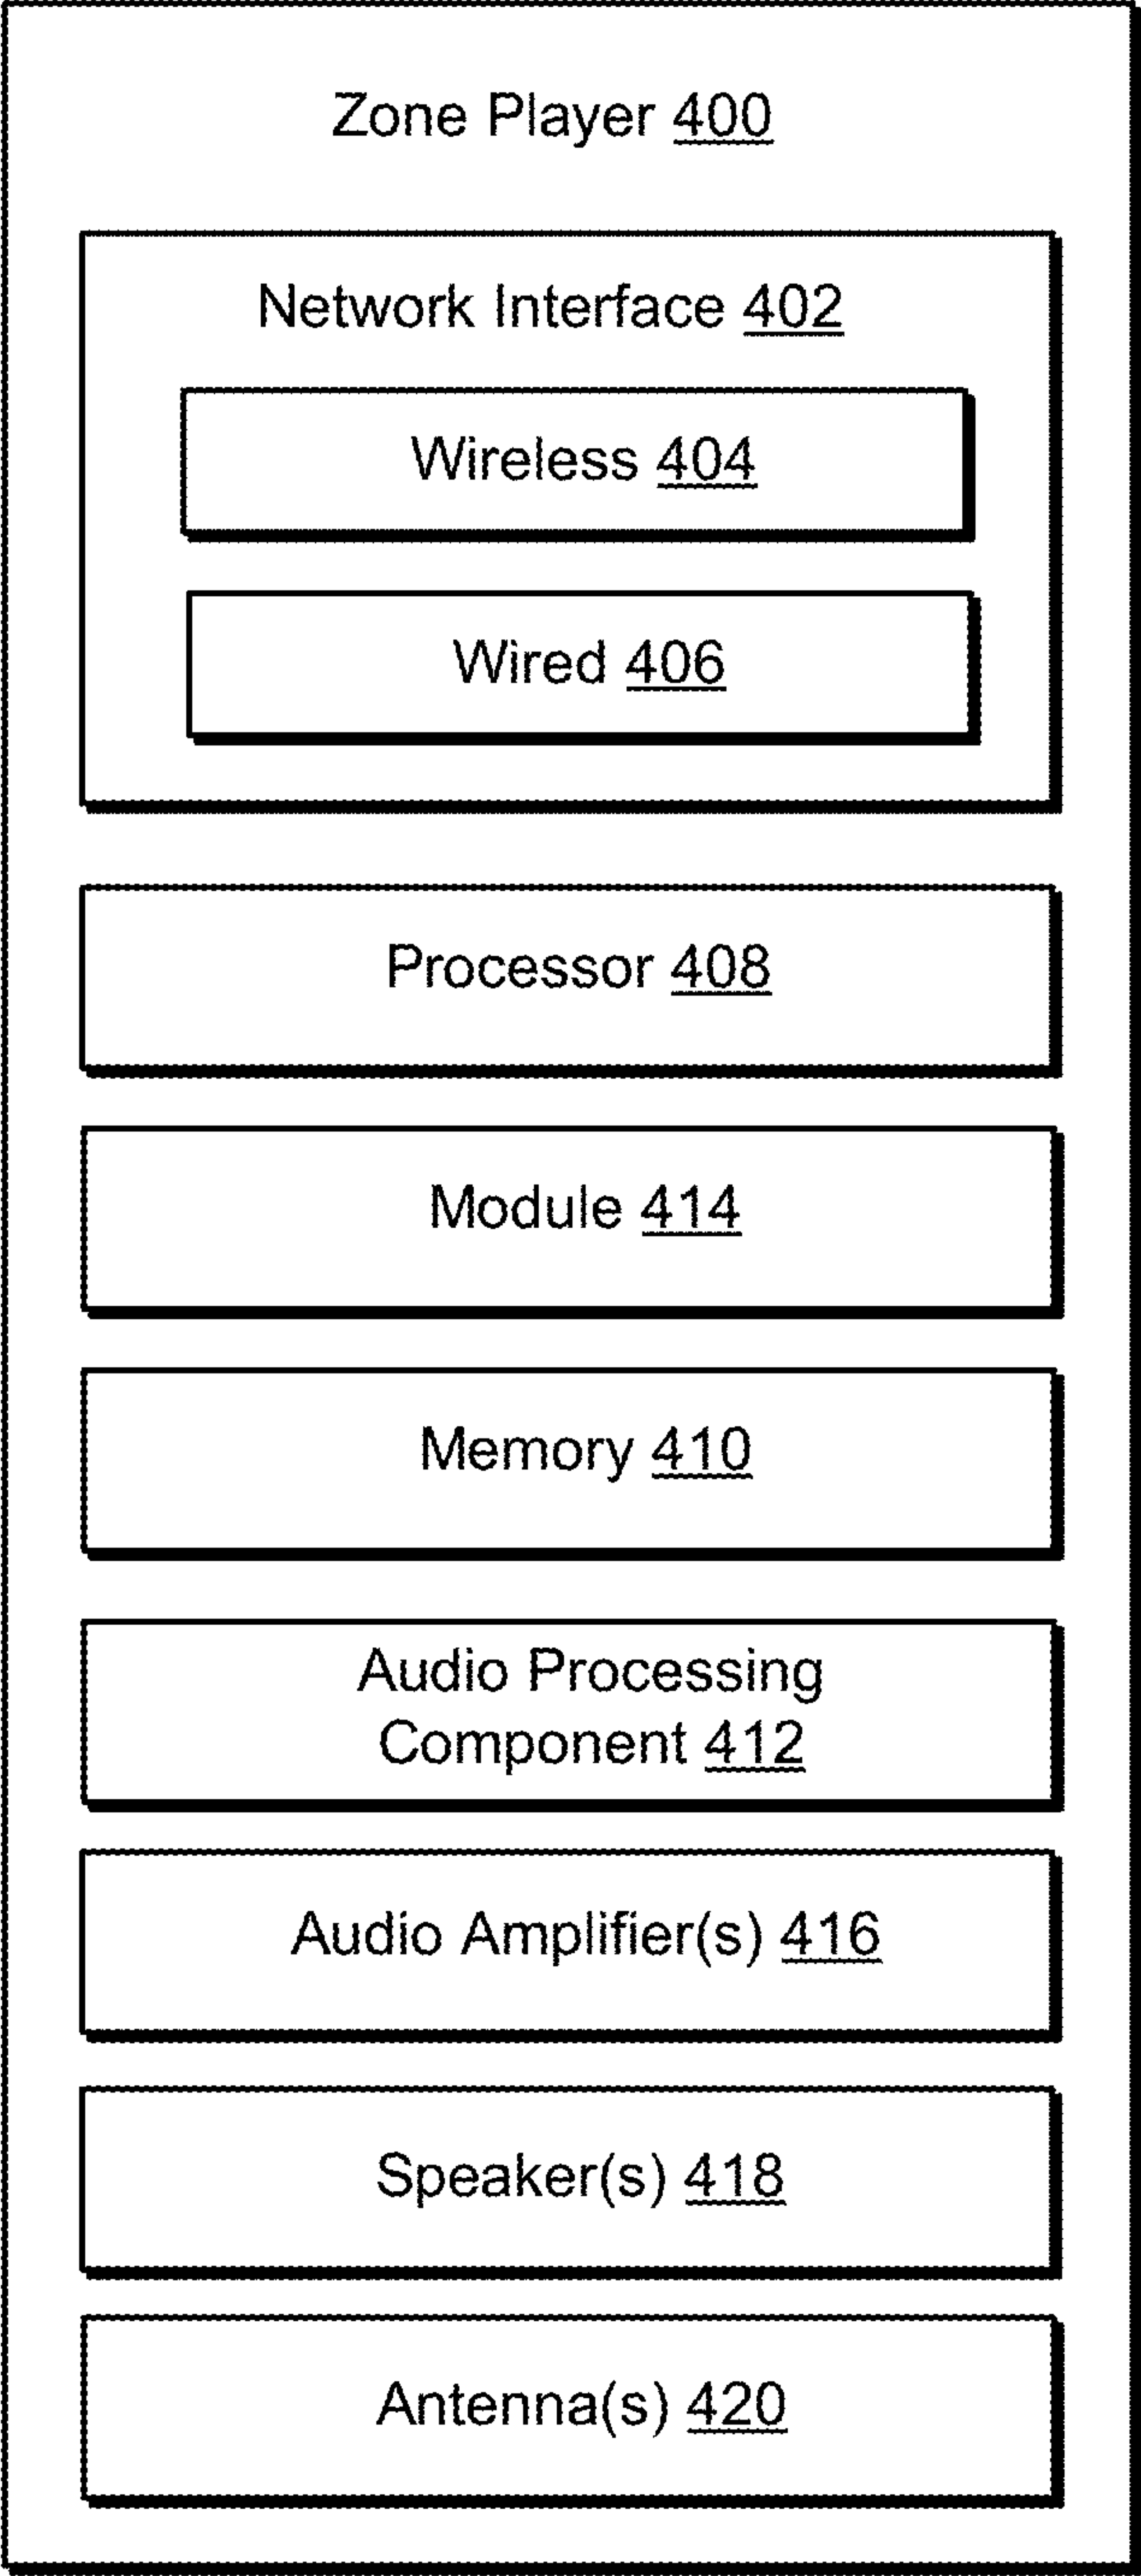 Zone Player 400
Network Interface 402
Wireless 404
Wired 406
Processor 408
Module 414
Memory 410
Audio Processing
Component 412
Audio Amplifier(s) 416
Speaker(s) 418
Antenna(s) 420